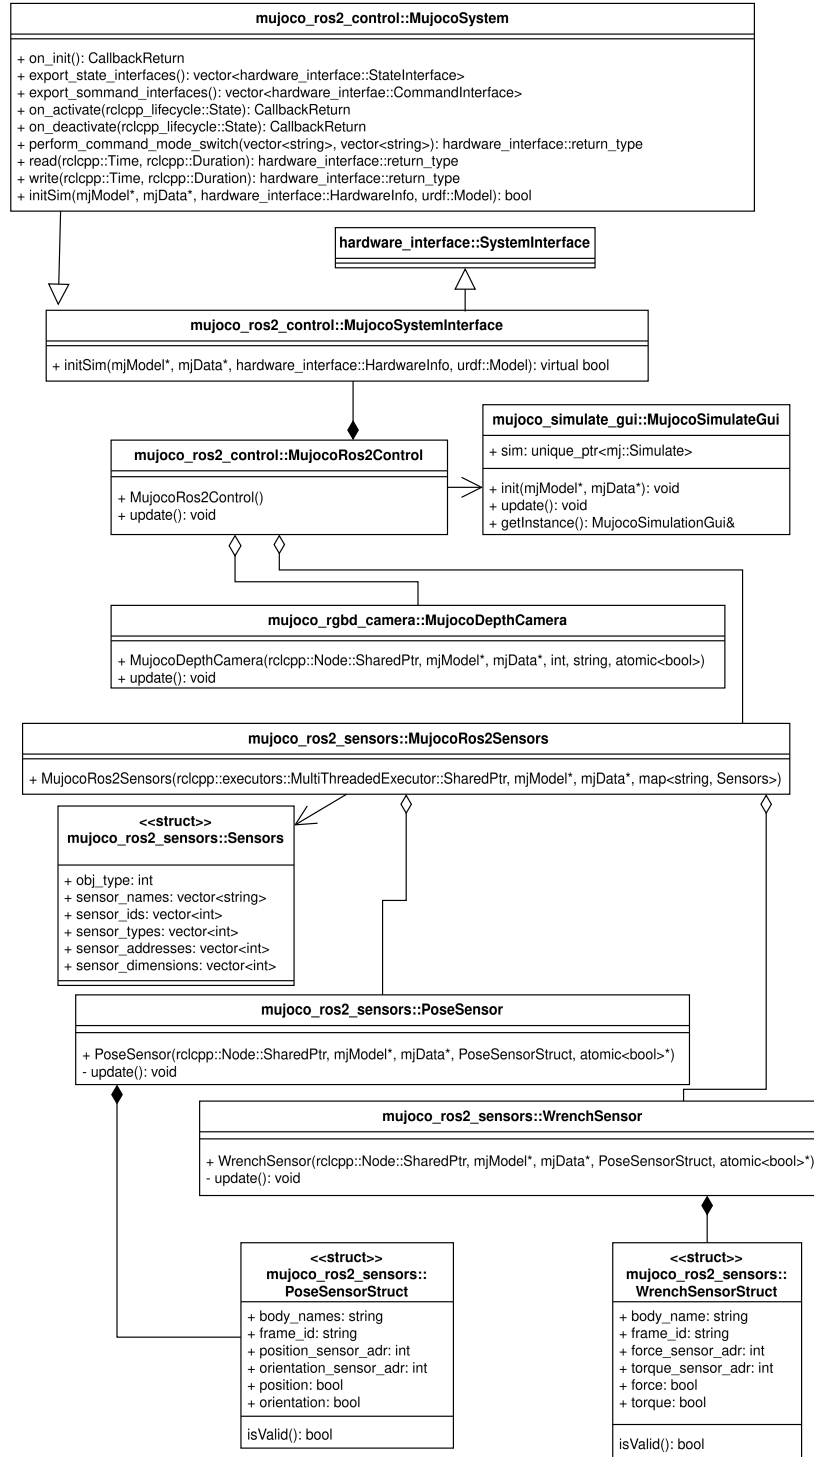 mujoco_ros2_control::MujocoSystem
+ on_init(): CallbackReturn
+ export_state_interfaces(): vector<hardware_interface::StateInterface>
+ export_sommand_interfaces(): vector<hardware_interfae::CommandInterface>
+ on_activate(rclcpp_lifecycle::State): CallbackReturn
+ on_deactivate(rclcpp_lifecycle::State): CallbackReturn
+ perform_command_mode_switch(vector<string>, vector<string>): hardware_interface::return_type
+ read(rclcpp::Time, rclcpp::Duration): hardware_interface::return_type
+ write(rclcpp::Time, rclcpp::Duration): hardware_interface::return_type
+ initSim(mjModel*, mjData*, hardware_interface::HardwareInfo, urdf::Model): bool
hardware_interface::SystemInterface
mujoco_ros2_control::MujocoSystemInterface
+ initSim(mjModel*, mjData*, hardware_interface::HardwareInfo, urdf::Model): virtual bool
mujoco_simulate_gui::MujocoSimulateGui
+ sim: unique_ptr<mj::Simulate>
+ init(mjModel*, mjData*): void
+ update(): void
+ getInstance(): MujocoSimulationGui&
mujoco_ros2_control::MujocoRos2Control
+ MujocoRos2Control()
+ update(): void
mujoco_rgbd_camera::MujocoDepthCamera
+ MujocoDepthCamera(rclcpp::Node::SharedPtr, mjModel*, mjData*, int, string, atomic<bool>)
+ update(): void
mujoco_ros2_sensors::MujocoRos2Sensors
+ MujocoRos2Sensors(rclcpp::executors::MultiThreadedExecutor::SharedPtr, mjModel*, mjData*, map<string, Sensors>)
<<struct>>
mujoco_ros2_sensors::Sensors
+ obj_type: int
+ sensor_names: vector<string>
+ sensor_ids: vector<int>
+ sensor_types: vector<int>
+ sensor_addresses: vector<int>
+ sensor_dimensions: vector<int>
mujoco_ros2_sensors::PoseSensor
+ PoseSensor(rclcpp::Node::SharedPtr, mjModel*, mjData*, PoseSensorStruct, atomic<bool>*)
- update(): void
mujoco_ros2_sensors::WrenchSensor
+ WrenchSensor(rclcpp::Node::SharedPtr, mjModel*, mjData*, PoseSensorStruct, atomic<bool>*)
- update(): void
<<struct>>
mujoco_ros2_sensors::
PoseSensorStruct
+ body_names: string
+ frame_id: string
+ position_sensor_adr: int
+ orientation_sensor_adr: int
+ position: bool
+ orientation: bool
isValid(): bool
<<struct>>
mujoco_ros2_sensors::
WrenchSensorStruct
+ body_name: string
+ frame_id: string
+ force_sensor_adr: int
+ torque_sensor_adr: int
+ force: bool
+ torque: bool
isValid(): bool